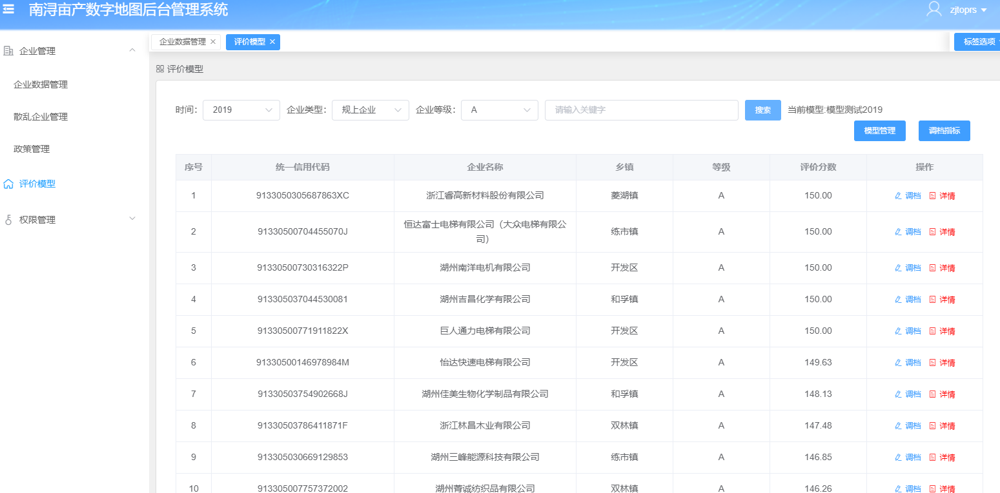 南浔亩产数字地图后台管理系统
zjtoprs
企业管理
企业数据管理
散乱企业管理
政策管理
评价模型
权限管理
企业数据管理 评价模型 标签选项
评价模型
时间: 2019 企业类型: 规上企业 企业等级: A 请输入关键字 搜索 当前模型:模型测试2019
模型管理 调档指标
序号 统一信用代码 企业名称 乡镇 等级 评价分数 操作
1 9133050305687863XC 浙江睿高新材料股份有限公司 菱湖镇 A 150.00 调档 详情
2 91330500704455070J 恒达富士电梯有限公司（大众电梯有限公
司） 练市镇 A 150.00 调档 详情
3 91330500730316322P 湖州南洋电机有限公司 开发区 A 150.00 调档 详情
4 913305037044530081 湖州吉昌化学有限公司 和孚镇 A 150.00 调档 详情
5 91330500771911822X 巨人通力电梯有限公司 开发区 A 150.00 调档 详情
6 91330500146978984M 怡达快速电梯有限公司 开发区 A 149.63 调档 详情
7 91330503754902668J 湖州佳美生物化学制品有限公司 和孚镇 A 148.13 调档 详情
8 91330503786411871F 浙江林昌木业有限公司 双林镇 A 147.48 调档 详情
9 913305030669129853 湖州三峰能源科技有限公司 练市镇 A 146.85 调档 详情
10 913305007757372002 湖州菁诚纺织品有限公司 双林镇 A 146.26 调档 详情